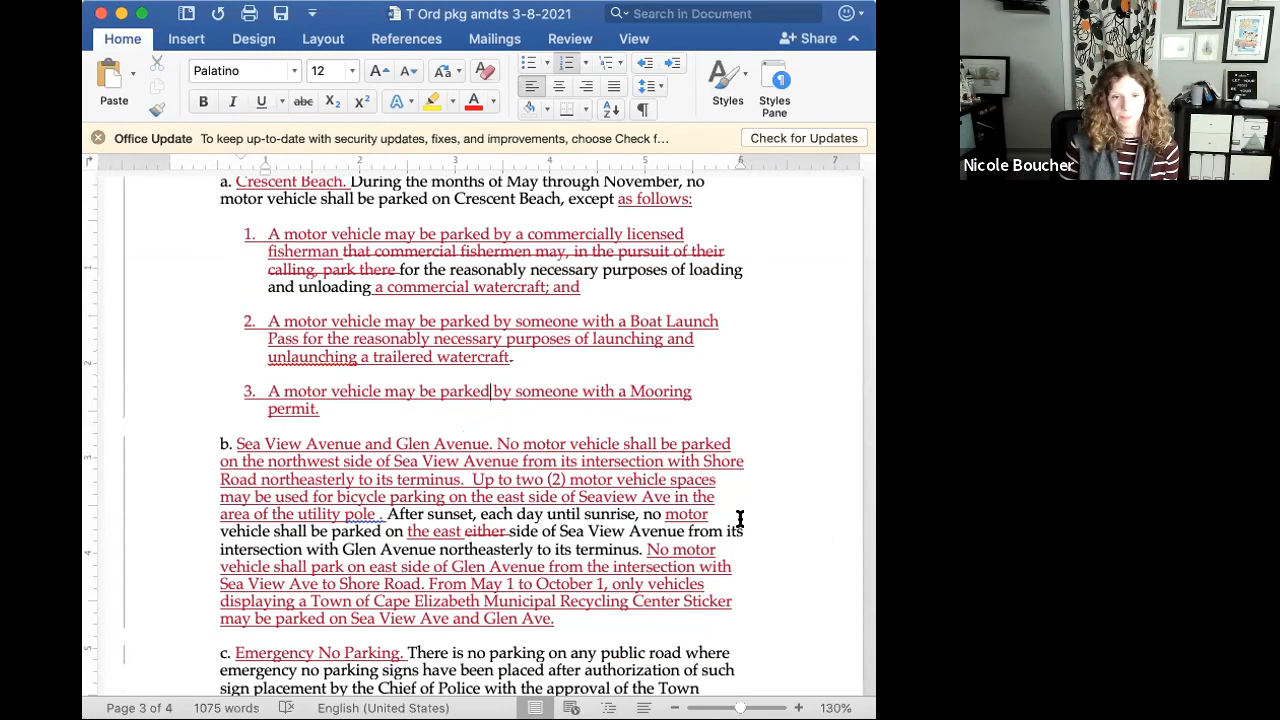 T Ord pkg amdts 3-8-2021
Search in Document
Home Insert Design Layout References Mailings Review View Share
Palatino 12
Paste
Styles
Styles Pane
Office Update To keep up-to-date with security updates, fixes, and improvements, choose Check f… Check for Updates
1 2 3 4 5 6 7
a. Crescent Beach. During the months of May through November, no
motor vehicle shall be parked on Crescent Beach, except as follows:
1. A motor vehicle may be parked by a commercially licensed
fisherman that commercial fishermen may, in the pursuit of their
calling, park there for the reasonably necessary purposes of loading
and unloading a commercial watercraft; and
2. A motor vehicle may be parked by someone with a Boat Launch
Pass for the reasonably necessary purposes of launching and
unlaunching a trailered watercraft.
3. A motor vehicle may be parked by someone with a Mooring
permit.
b. Sea View Avenue and Glen Avenue. No motor vehicle shall be parked
on the northwest side of Sea View Avenue from its intersection with Shore
Road northeasterly to its terminus. Up to two (2) motor vehicle spaces
may be used for bicycle parking on the east side of Seaview Ave in the
area of the utility pole . After sunset, each day until sunrise, no motor
vehicle shall be parked on the east either side of Sea View Avenue from its
intersection with Glen Avenue northeasterly to its terminus. No motor
vehicle shall park on east side of Glen Avenue from the intersection with
Sea View Ave to Shore Road. From May 1 to October 1, only vehicles
displaying a Town of Cape Elizabeth Municipal Recycling Center Sticker
may be parked on Sea View Ave and Glen Ave.
c. Emergency No Parking. There is no parking on any public road where
emergency no parking signs have been placed after authorization of such
sign placement by the Chief of Police with the approval of the Town
Page 3 of 4 1075 words English (United States) 130%
Nicole Boucher